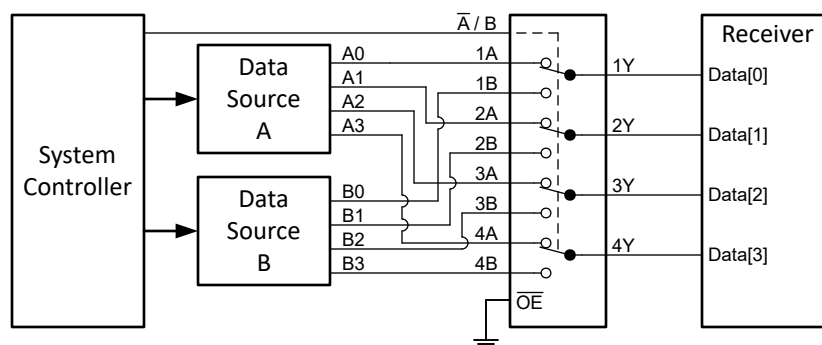 System
Controller
Data
Source
A
A0
A1
A2
A3
Data
Source
B
B0
B1
B2
B3
A̅ / B
1A
1B
2A
2B
3A
3B
4A
4B
O̅E̅
1Y
2Y
3Y
4Y
Receiver
Data[0]
Data[1]
Data[2]
Data[3]